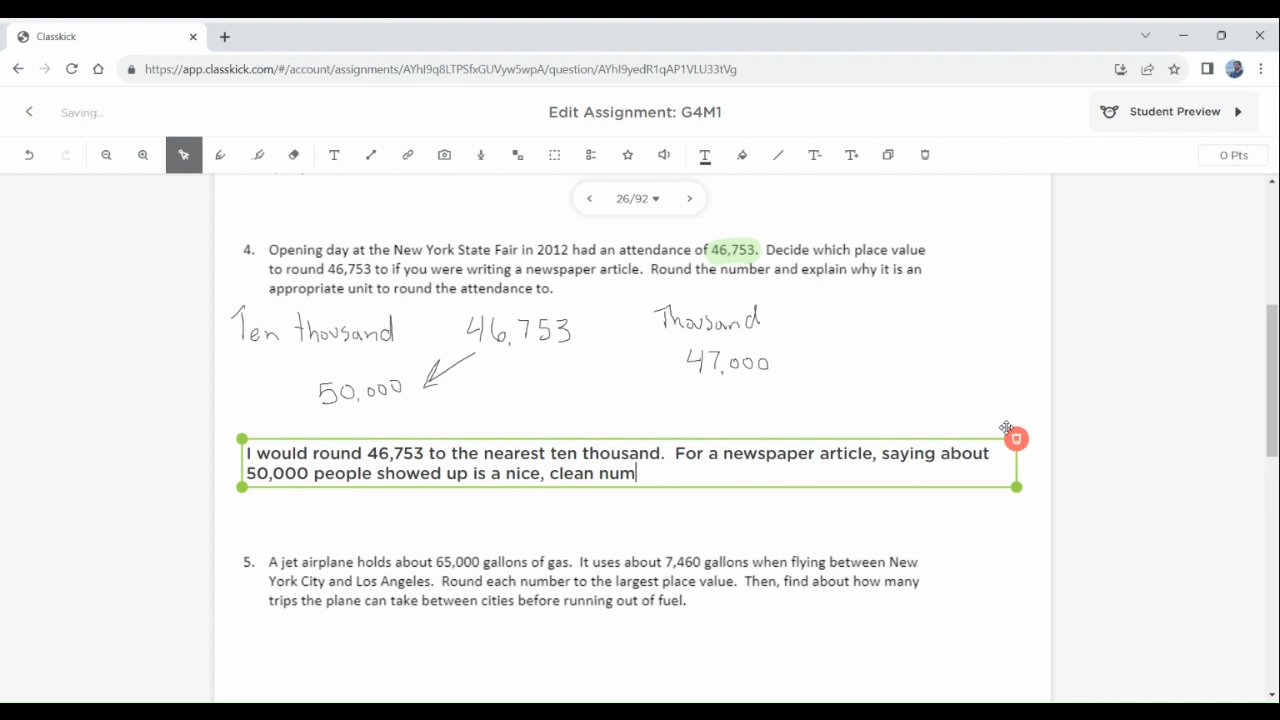 Classkick
https://app.classkick.com/#/account/assignments/AYhI9q8LTPSfxGUVyw5wpA/question/AYhI9yedR1qAP1VLU33tVg
Saving...
Edit Assignment: G4M1
Student Preview
T
T
T-
T+
0 Pts
26/92
4. Opening day at the New York State Fair in 2012 had an attendance of 46,753. Decide which place value
to round 46,753 to if you were writing a newspaper article. Round the number and explain why it is an
appropriate unit to round the attendance to.
Ten thousand 46,753 Thousand
50,000 47,000
I would round 46,753 to the nearest ten thousand. For a newspaper article, saying about
50,000 people showed up is a nice, clean num
5. A jet airplane holds about 65,000 gallons of gas. It uses about 7,460 gallons when flying between New
York City and Los Angeles. Round each number to the largest place value. Then, find about how many
trips the plane can take between cities before running out of fuel.